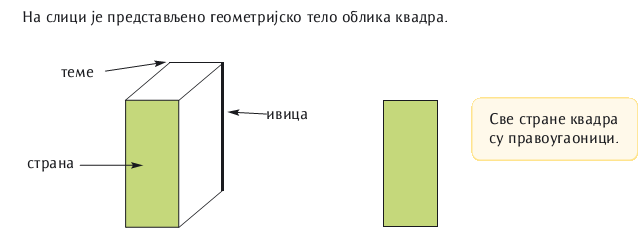 На слици је представљено геометријско тело облика квадра.
теме
ивица
страна
Све стране квадра
су правоугаоници.